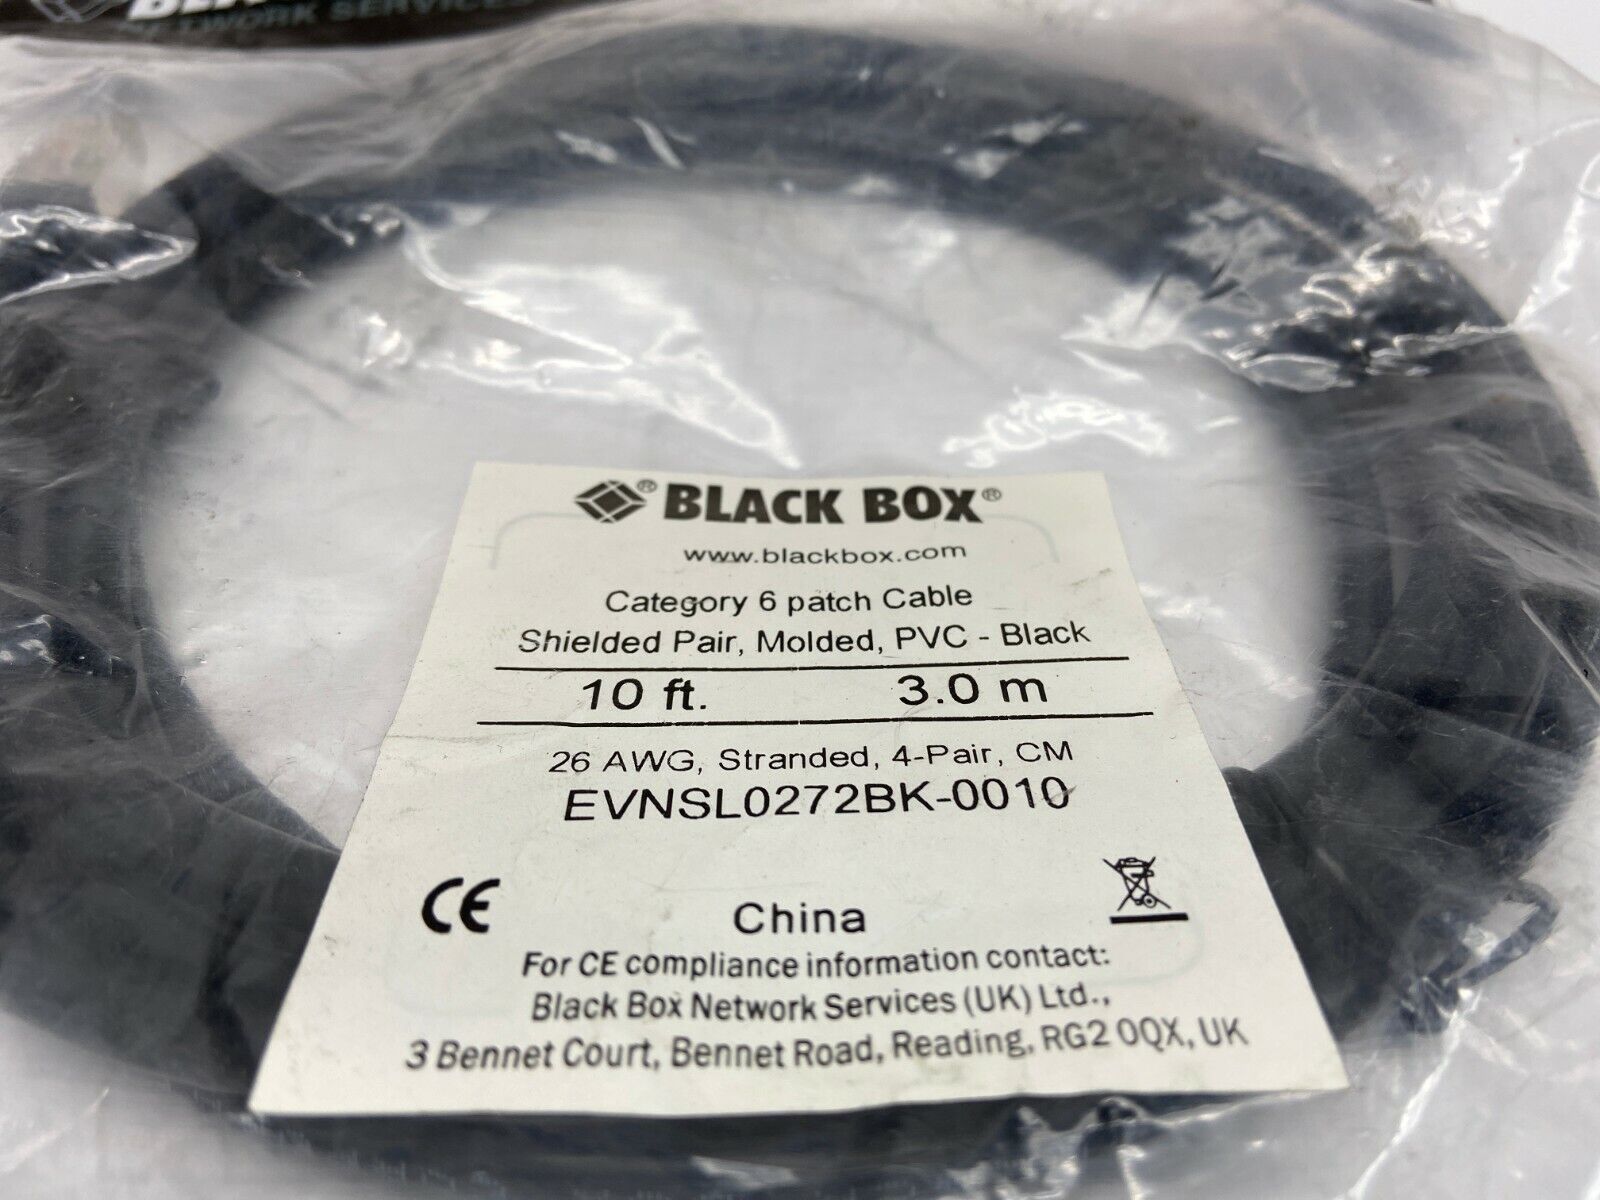 NETWORK SERVICES
® BLACK BOX®
www.blackbox.com
Category 6 patch Cable
Shielded Pair, Molded, PVC - Black
10 ft. 3.0 m
26 AWG, Stranded, 4-Pair, CM
EVNSL0272BK-0010
CE China
For CE compliance information contact:
Black Box Network Services (UK) Ltd.,
3 Bennet Court, Bennet Road, Reading, RG2 0QX, UK